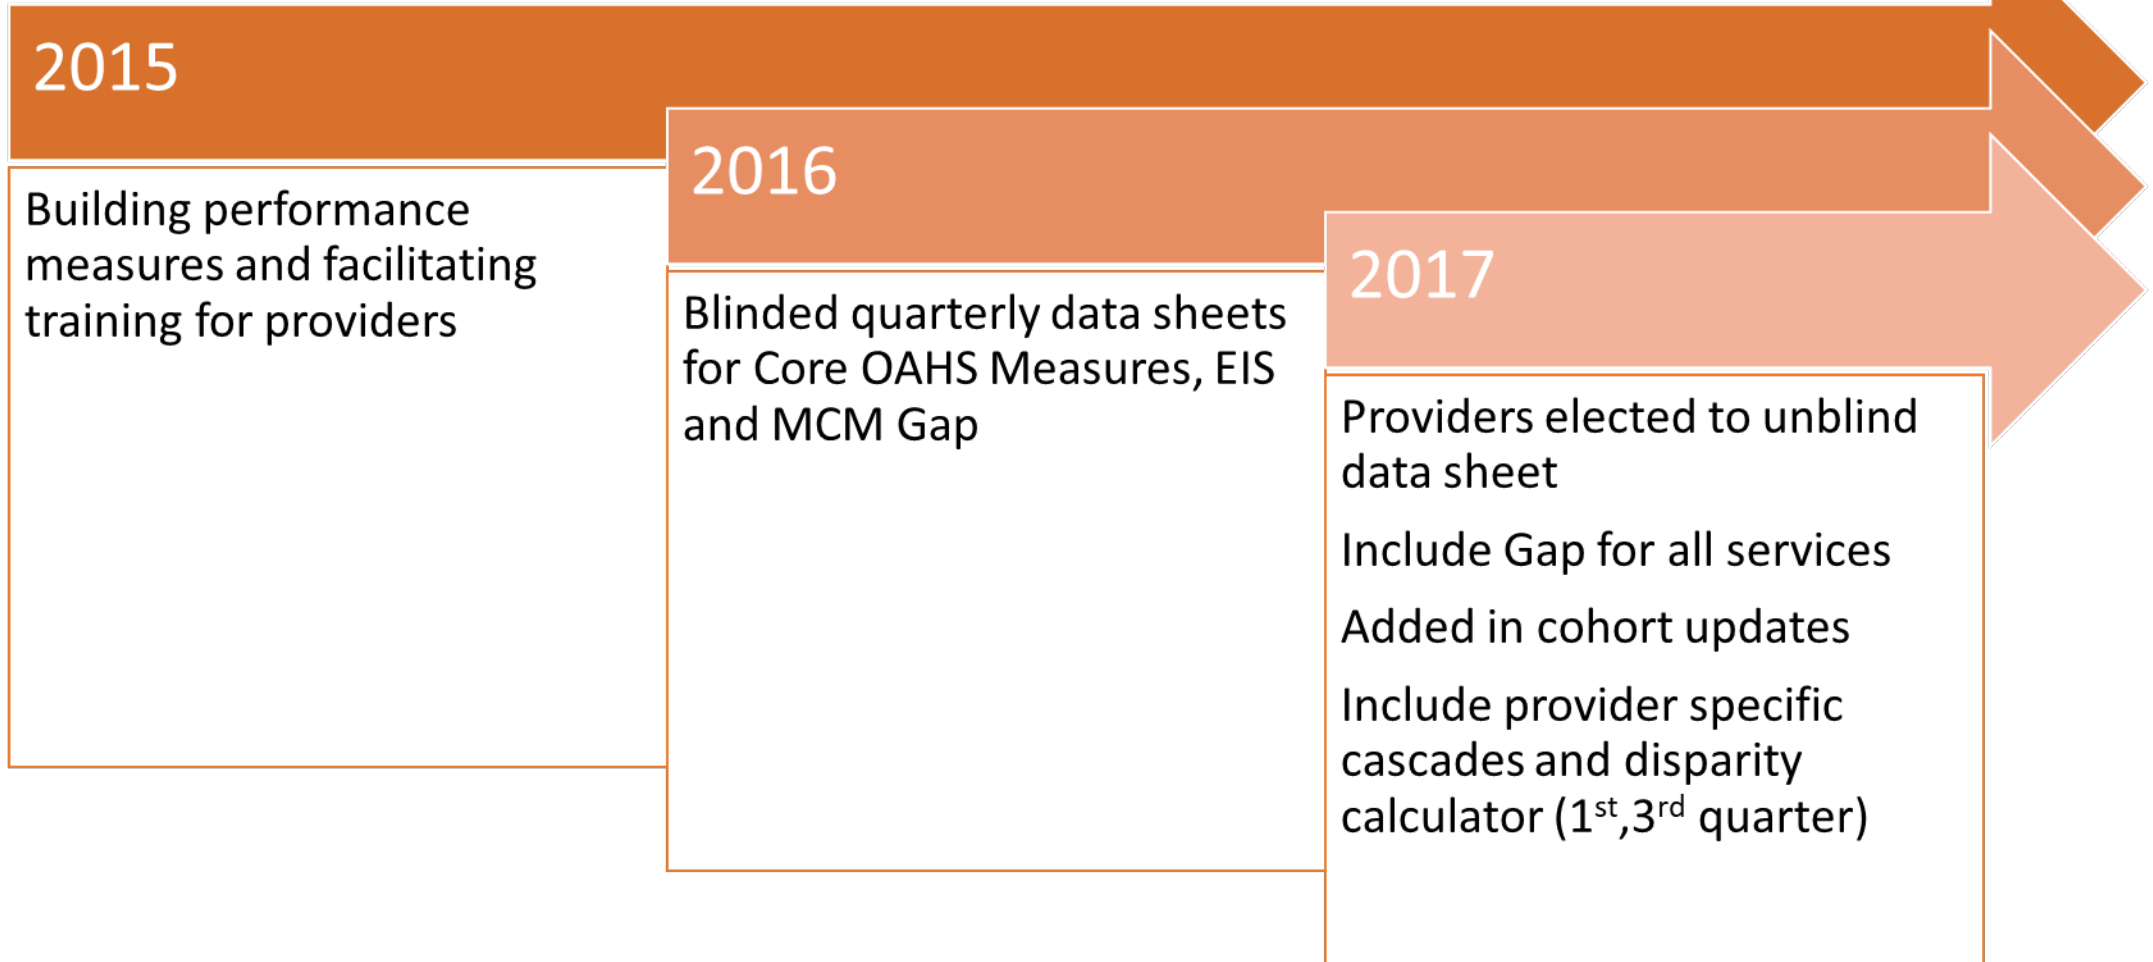 2015
Building performance
measures and facilitating
training for providers
2016
Blinded quarterly data sheets
for Core OAHS Measures, EIS
and MCM Gap
2017
Providers elected to unblind
data sheet
Include Gap for all services
Added in cohort updates
Include provider specific
cascades and disparity
calculator (1st,3rd quarter)